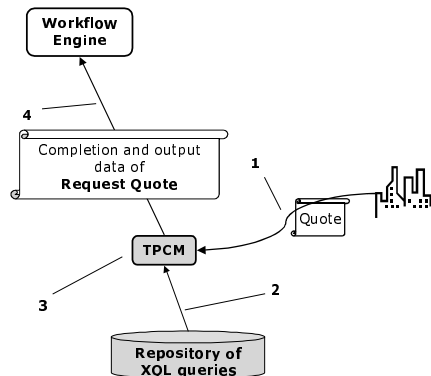 Workflow
Engine
4
Completion and output
data of
Request Quote
1
Quote
TPCM
3
2
Repository of
XQL queries